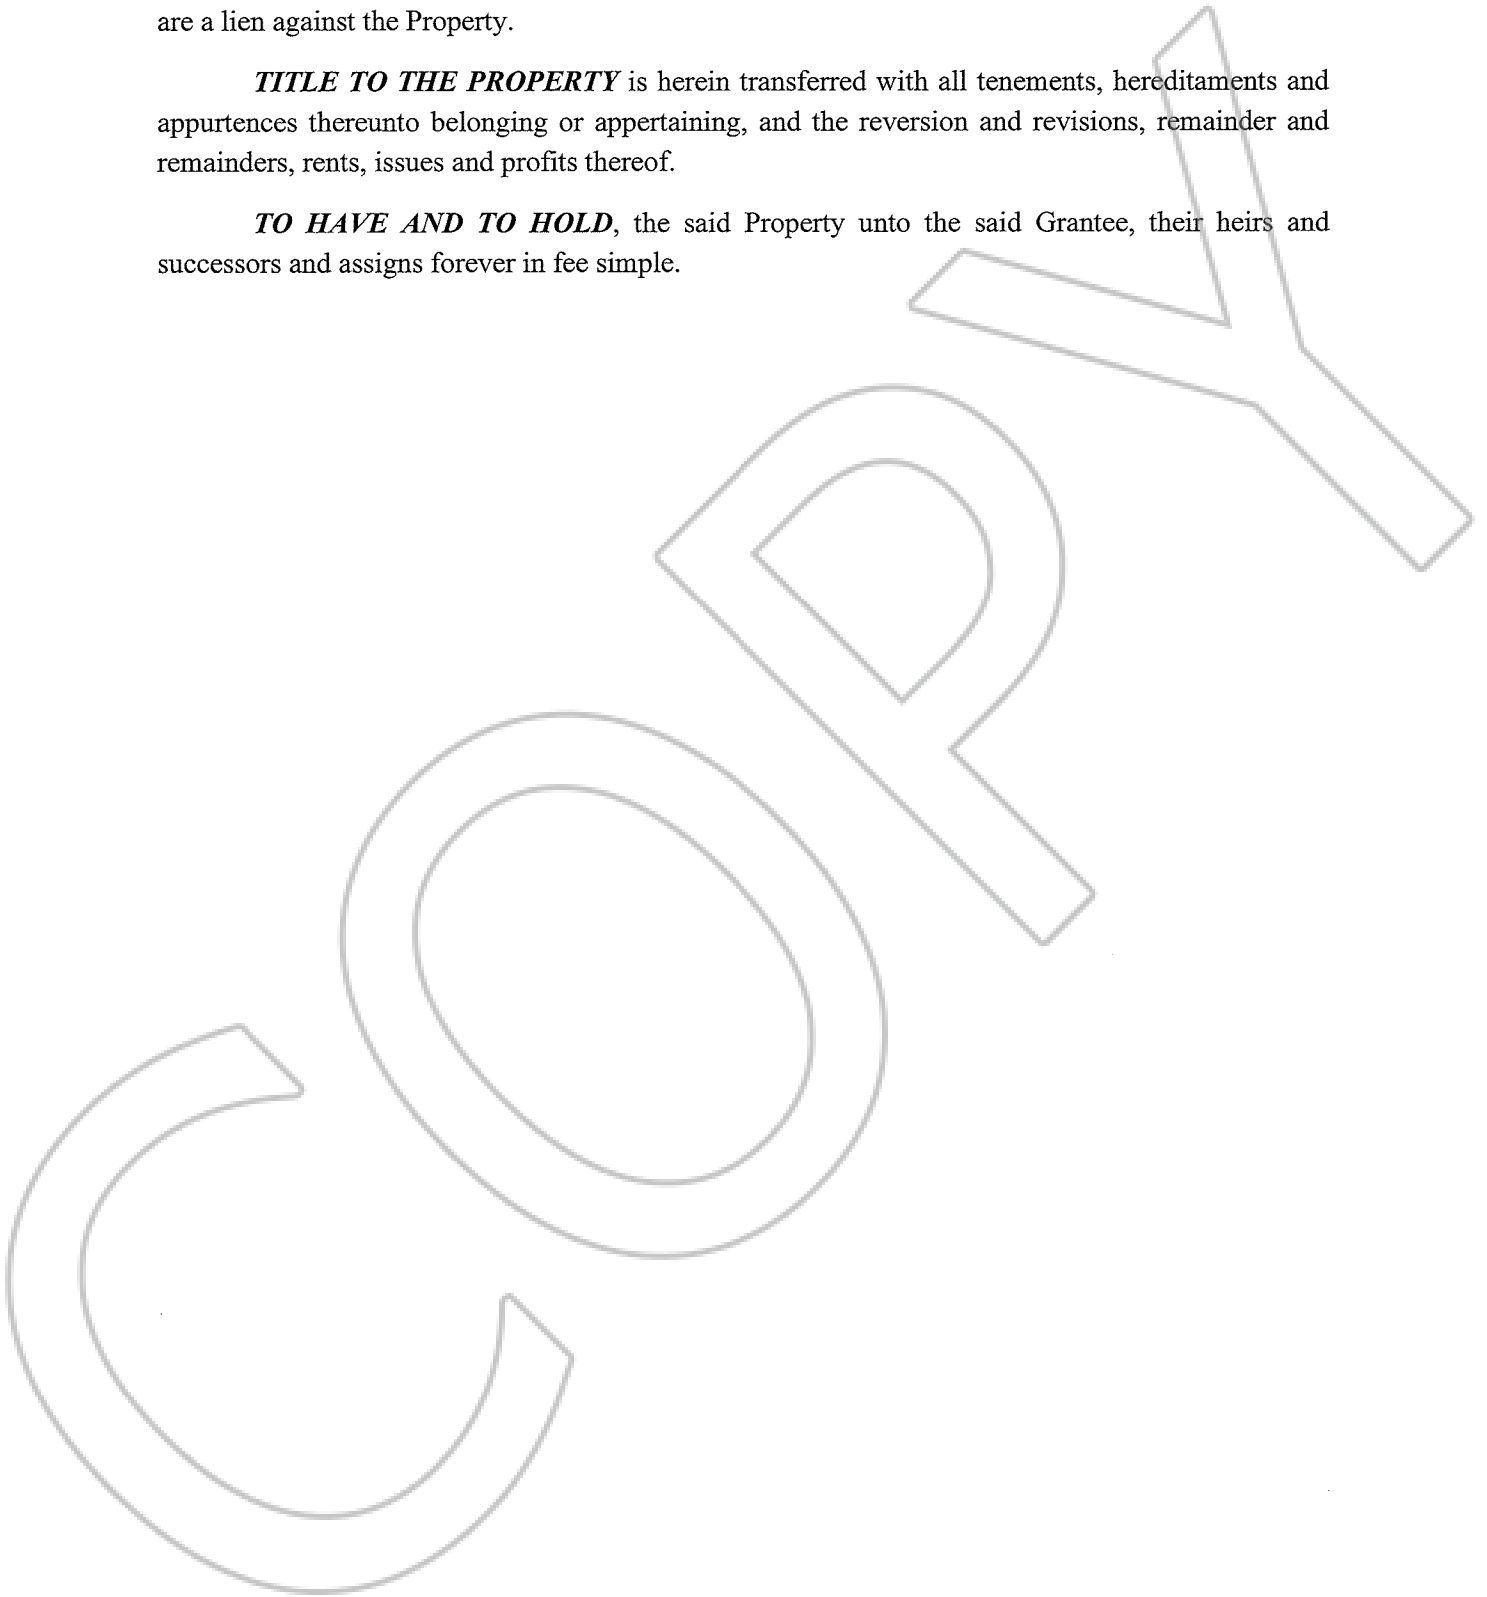 are a lien against the Property.
TITLE TO THE PROPERTY is herein transferred with all tenements, hereditaments and
appurtences thereunto belonging or appertaining, and the reversion and revisions, remainder and
remainders, rents, issues and profits thereof.
TO HAVE AND TO HOLD, the said Property unto the said Grantee, their heirs and
successors and assigns forever in fee simple.
COPY